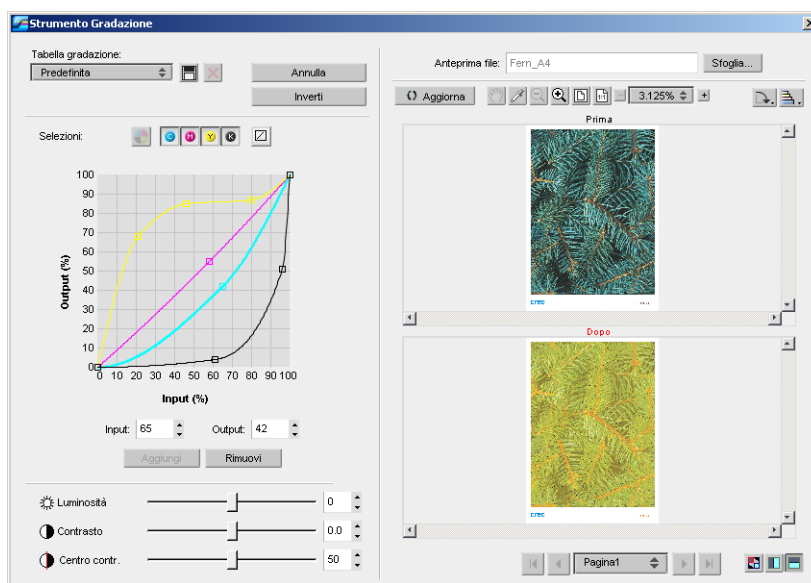 Strumento Gradazione
Tabella gradazione:
Predefinita
Annulla
Inverti
Selezioni:
C M Y K
Output (%)
100
90
80
70
60
50
40
30
20
10
0
0 10 20 30 40 50 60 70 80 90 100
Input (%)
Input: 65 Output: 42
Aggiungi Rimuovi
Luminosità 0
Contrasto 0.0
Centro contr. 50
Anteprima file: Fern_A4 Sfoglia...
Aggiorna 3.125%
Prima
creo
Dopo
creo
Pagina1